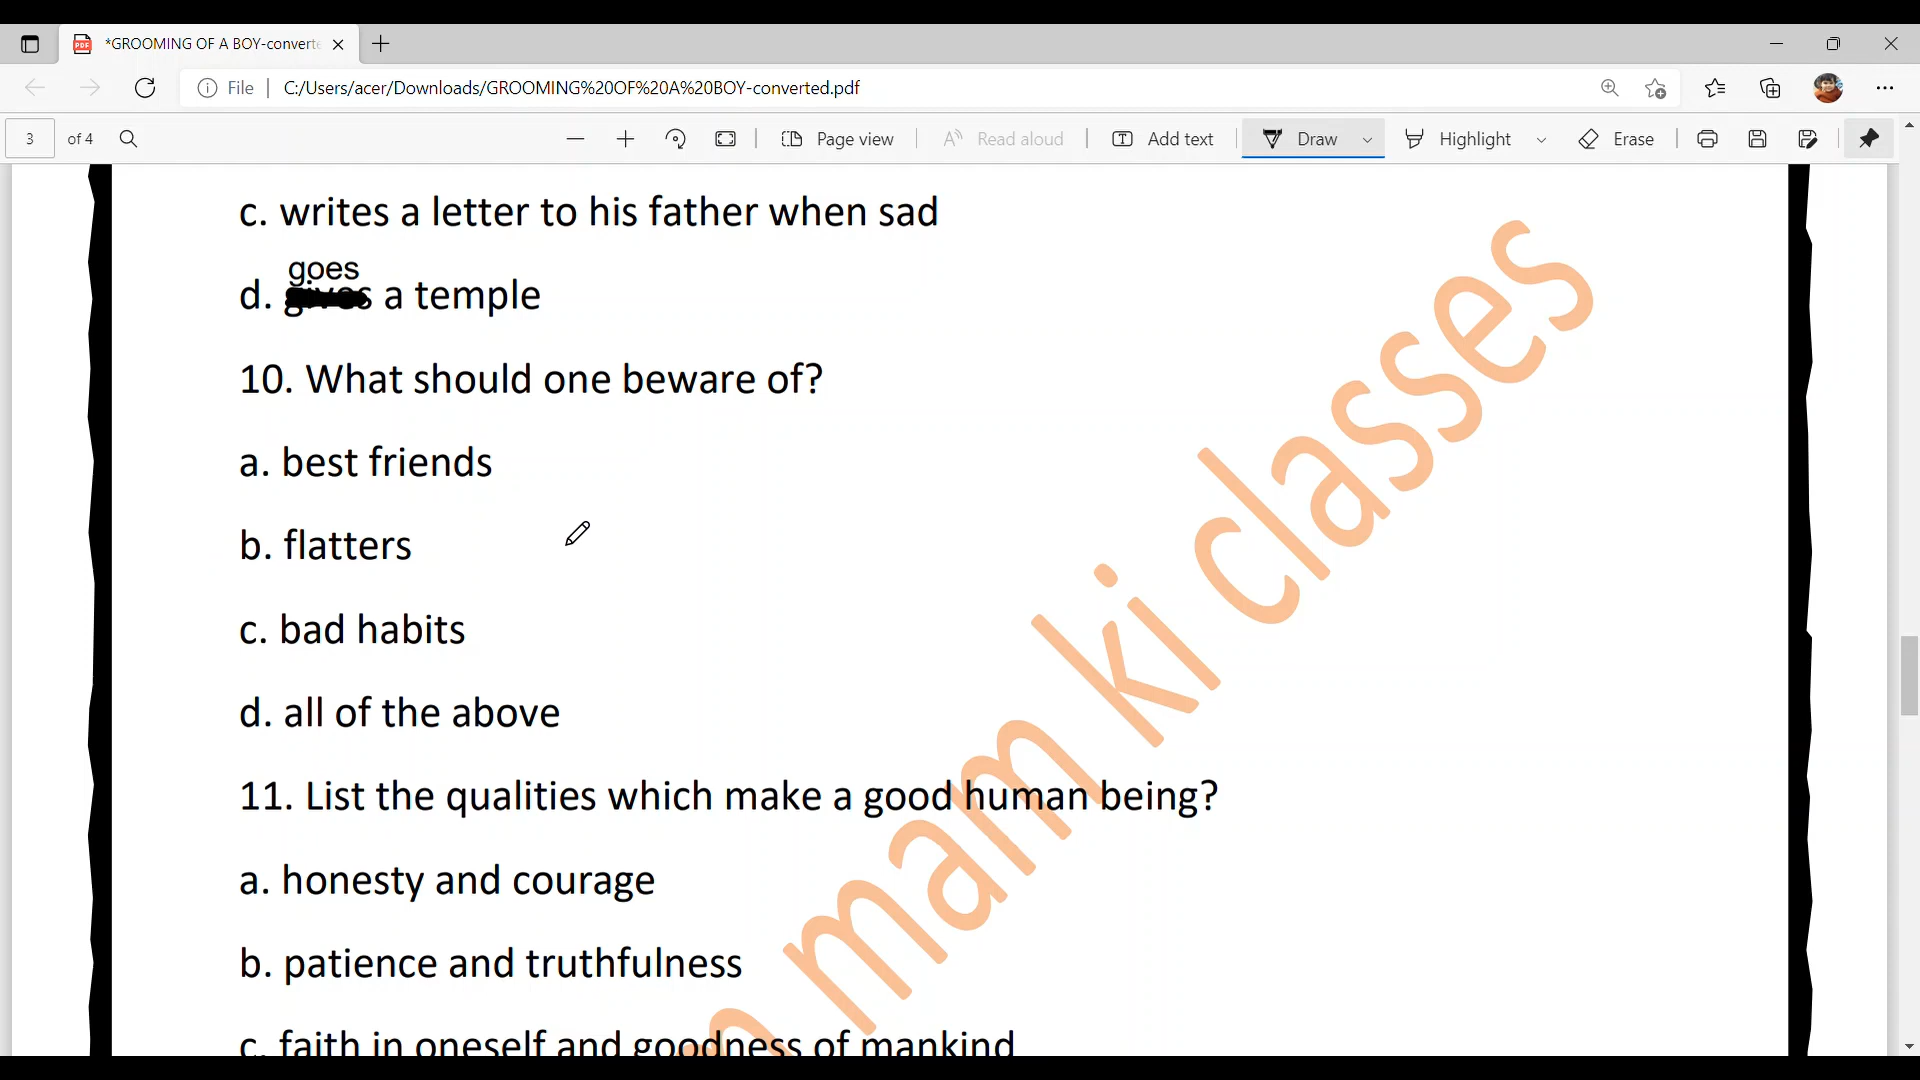 *GROOMING OF A BOY-converte
File
C:/Users/acer/Downloads/GROOMING%20OF%20A%20BOY-converted.pdf
3 of 4
Page view
Read aloud
Add text
Draw
Highlight
Erase
c. writes a letter to his father when sad
goes
d. gives a temple
10. What should one beware of?
a. best friends
b. flatters
c. bad habits
d. all of the above
11. List the qualities which make a good human being?
a. honesty and courage
b. patience and truthfulness
c. faith in oneself and goodness of mankind
mam ki classes